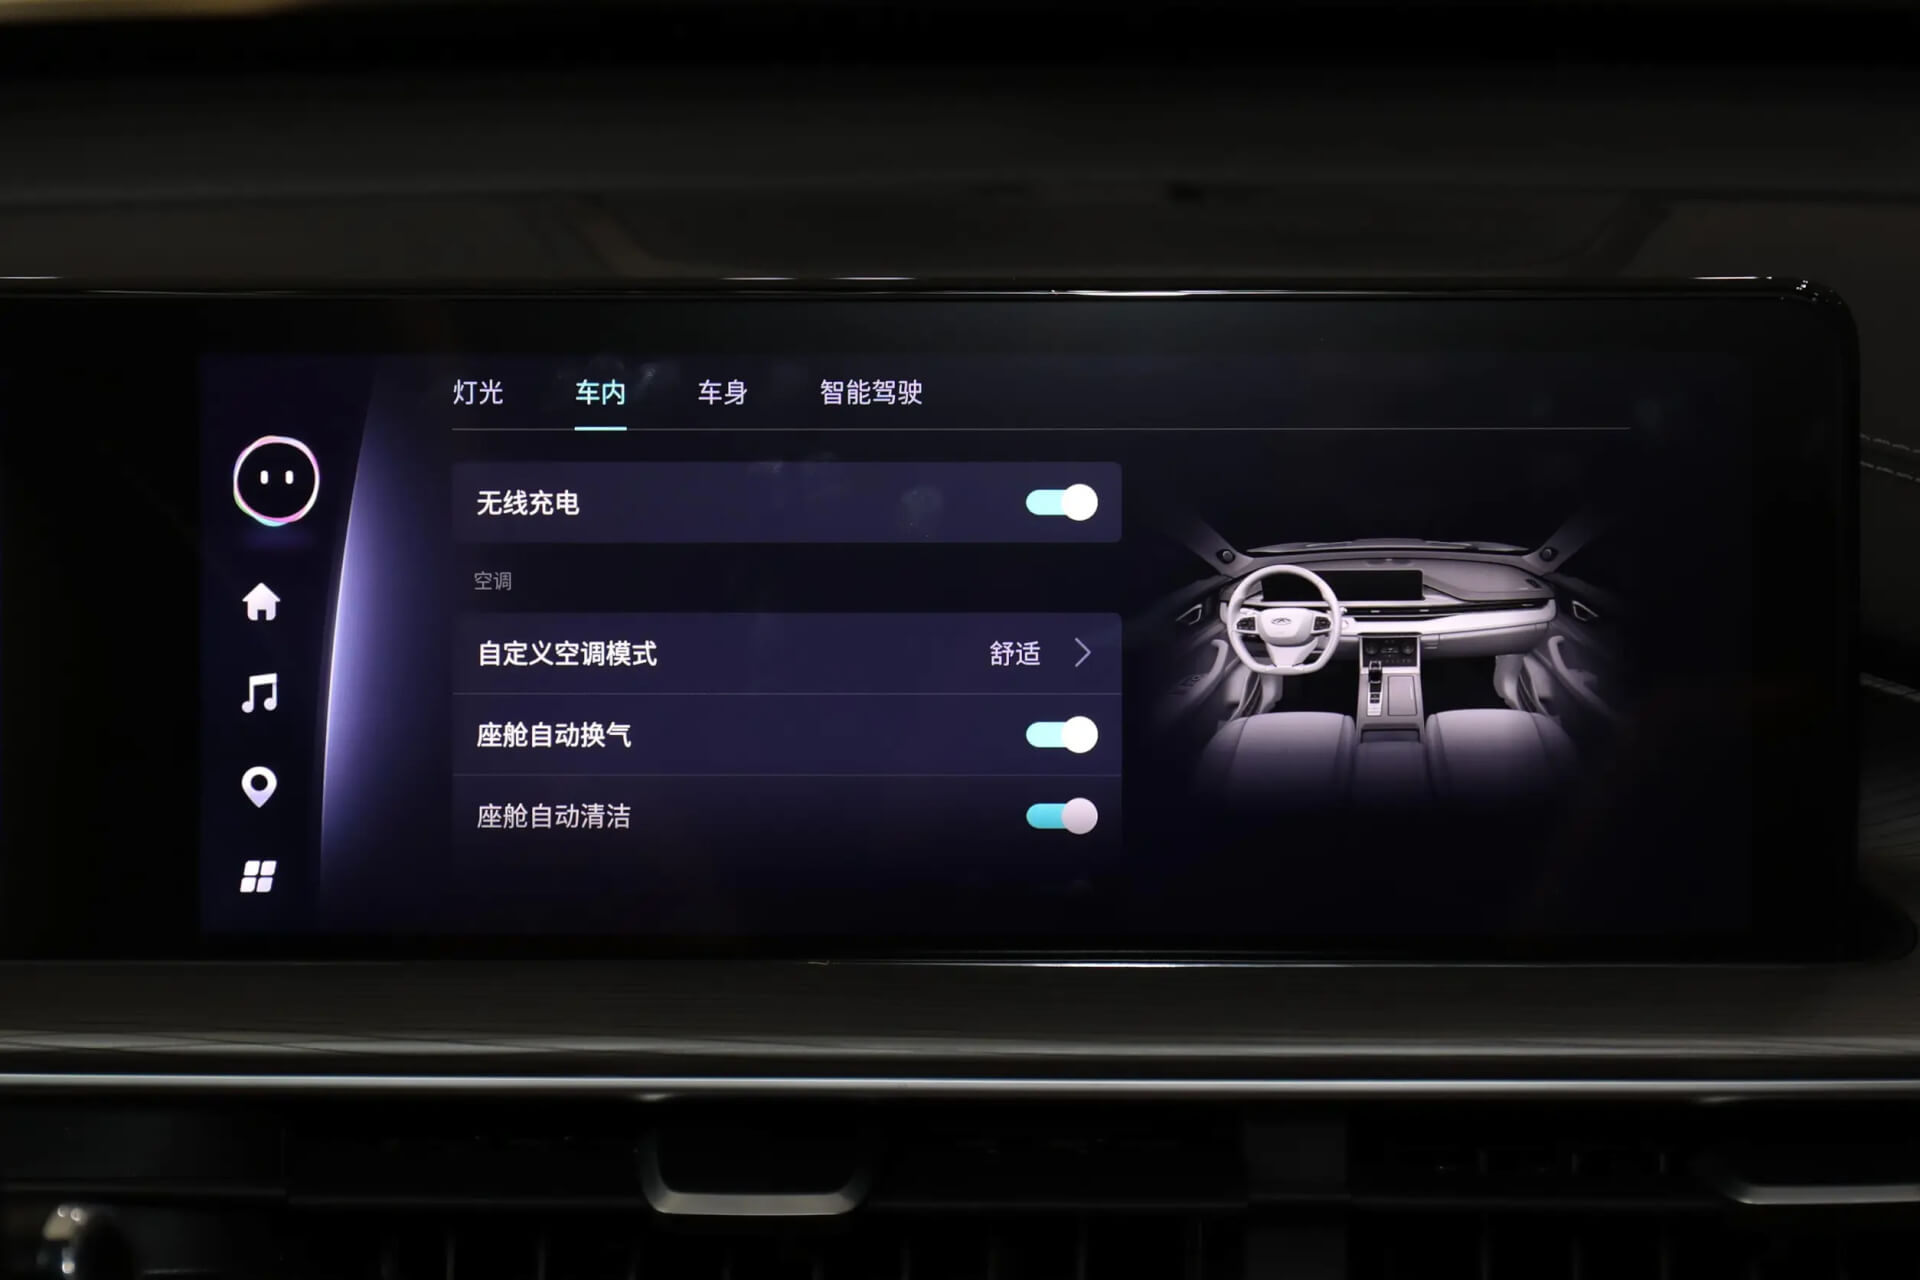 灯光 车内 车身 智能驾驶
无线充电
空调
自定义空调模式 舒适
座舱自动换气
座舱自动清洁